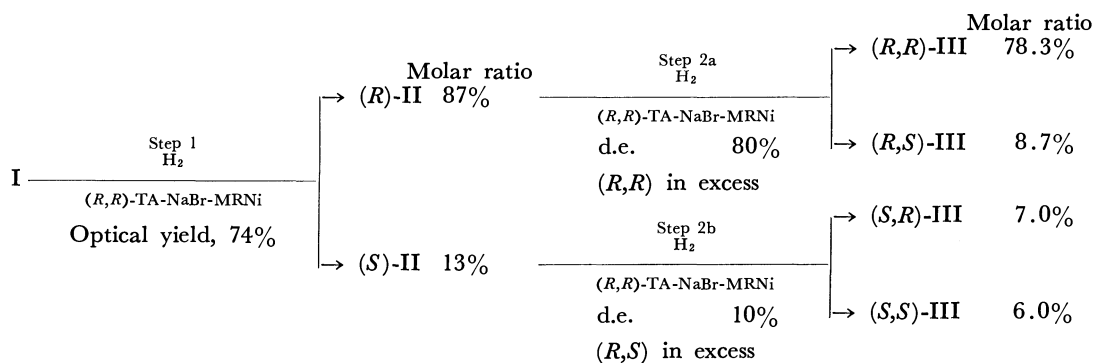 Molar ratio
→ (R,R)-III 78.3%
Step 2a
H₂
Molar ratio
→ (R)-II 87%
(R,R)-TA-NaBr-MRNi
d.e. 80%
→ (R,S)-III 8.7%
(R,R) in excess
Step 1
H₂
I
(R,R)-TA-NaBr-MRNi
Optical yield, 74%
→ (S,R)-III 7.0%
Step 2b
H₂
→ (S)-II 13%
(R,R)-TA-NaBr-MRNi
d.e. 10%
→ (S,S)-III 6.0%
(R,S) in excess